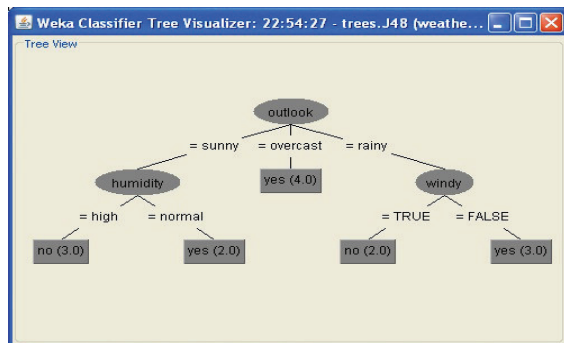 Weka Classifier Tree Visualizer: 22:54:27 - trees.J48 (weathe...
Tree View
outlook
= sunny = overcast = rainy
humidity yes (4.0) windy
= high = normal = TRUE = FALSE
no (3.0) yes (2.0) no (2.0) yes (3.0)